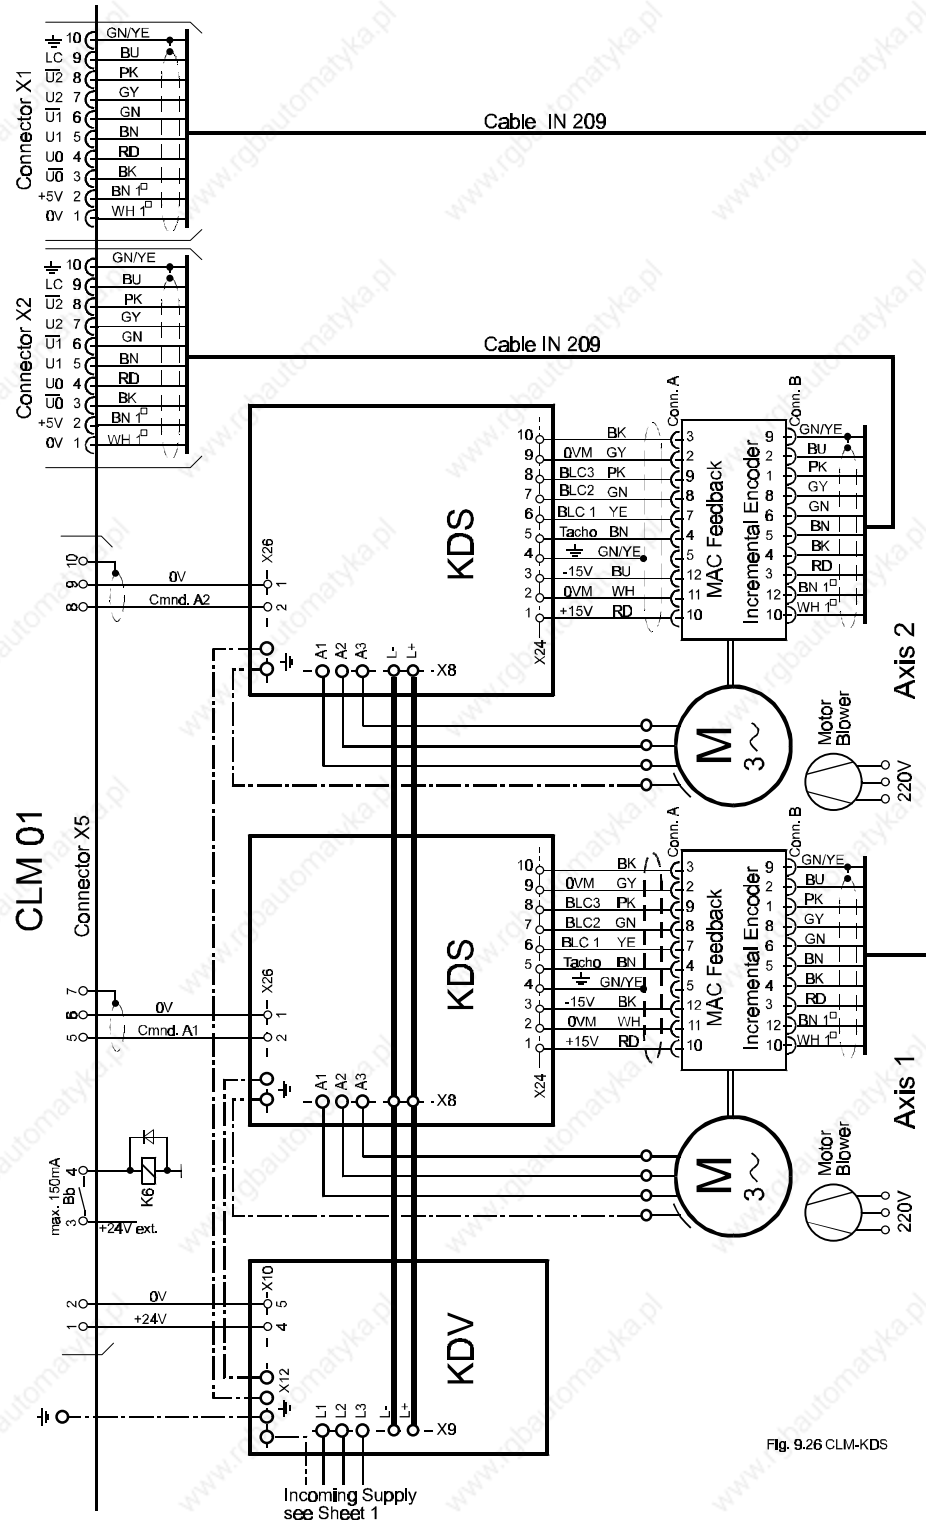 Connector X1
10 GN/YE
LC 9 BU
U2 8 PK
U2 7 GY
U1 6 GN
U1 5 BN
U0 4 RD
U0 3 BK
+5V 2 BN 1□
0V 1 WH 1□
Cable IN 209
Connector X2
10 GN/YE
LC 9 BU
U2 8 PK
U2 7 GY
U1 6 GN
U1 5 BN
U0 4 RD
U0 3 BK
+5V 2 BN 1□
0V 1 WH 1□
Cable IN 209
CLM 01
Connector X5
10
9 0V
8 Cmnd. A2
X26
1
2
KDS
10 BK
9 0VM GY
8 BLC3 PK
7 BLC2 GN
6 BLC 1 YE
5 Tacho BN
4 GN/YE
3 -15V BU
2 0VM WH
1 +15V RD
X24
A1 A2 A3 L- L+ X8
Conn. A
3
2
9
8
7
4
5
12
11
10
MAC Feedback
Incremental Encoder
Conn. B
9 GN/YE
2 BU
1 PK
8 GY
6 GN
5 BN
4 BK
3 RD
12 BN 1□
10 WH 1□
Axis 2
M
3~
Motor
Blower
220V
7
6 0V
5 Cmnd. A1
X26
1
2
KDS
10 BK
9 0VM GY
8 BLC3 PK
7 BLC2 GN
6 BLC 1 YE
5 Tacho BN
4 GN/YE
3 -15V BK
2 0VM WH
1 +15V RD
X24
A1 A2 A3 X8
Conn. A
3
2
9
8
7
4
5
12
11
10
MAC Feedback
Incremental Encoder
Conn. B
9 GN/YE
2 BU
1 PK
8 GY
6 GN
5 BN
4 BK
3 RD
12 BN 1□
10 WH 1□
Axis 1
M
3~
Motor
Blower
220V
max. 150mA
Bb
4
K6
3 +24V ext.
2 0V
1 +24V
X10
5
4
X12
KDV
L1 L2 L3 L- L+ X9
Incoming Supply
see Sheet 1
Fig. 9.26 CLM-KDS
www.rgbautomatyka.pl